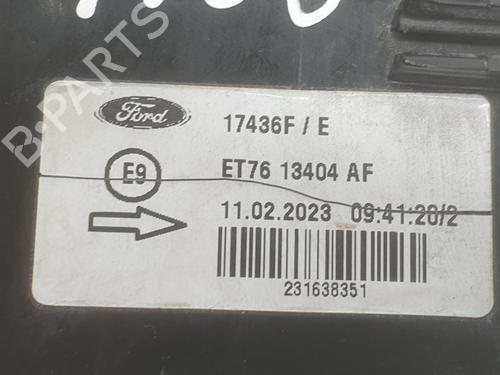 B-PARTS
Ford
17436F / E
E9
ET76 13404 AF
11.02.2023 09:41:20/2
231638351